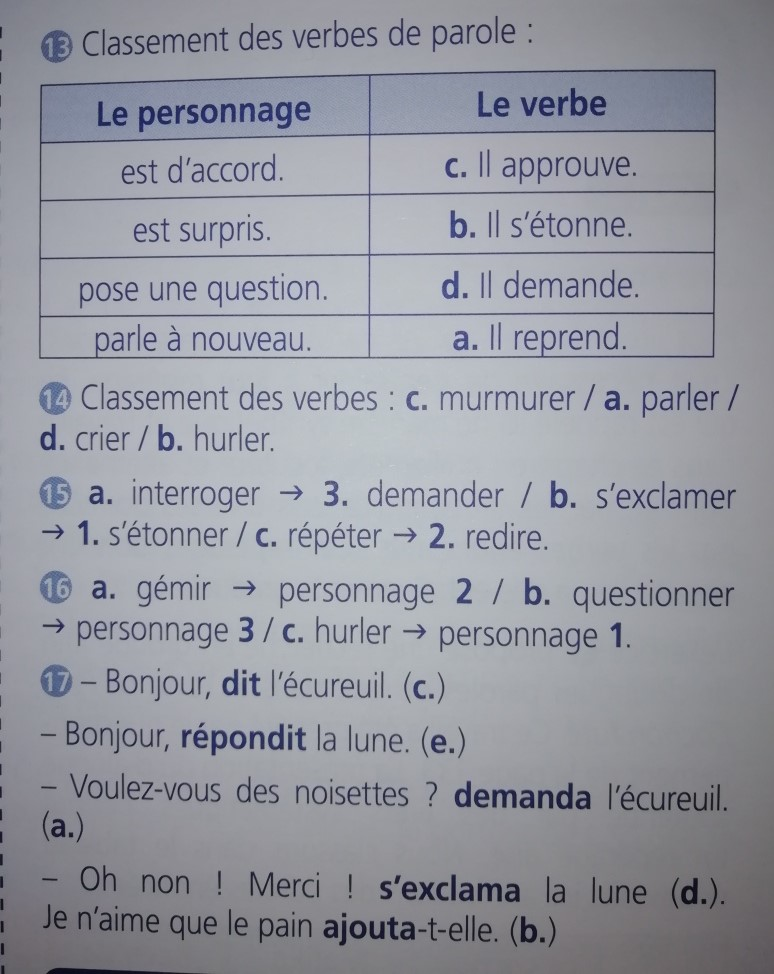 13 Classement des verbes de parole :
Le personnage Le verbe
est d’accord. c. Il approuve.
est surpris. b. Il s’étonne.
pose une question. d. Il demande.
parle à nouveau. a. Il reprend.
14 Classement des verbes : c. murmurer / a. parler /
d. crier / b. hurler.
15 a. interroger → 3. demander / b. s’exclamer
→ 1. s’étonner / c. répéter → 2. redire.
16 a. gémir → personnage 2 / b. questionner
→ personnage 3 / c. hurler → personnage 1.
17 – Bonjour, dit l’écureuil. (c.)
– Bonjour, répondit la lune. (e.)
– Voulez-vous des noisettes ? demanda l’écureuil.
(a.)
– Oh non ! Merci ! s’exclama la lune (d.).
Je n’aime que le pain ajouta-t-elle. (b.)